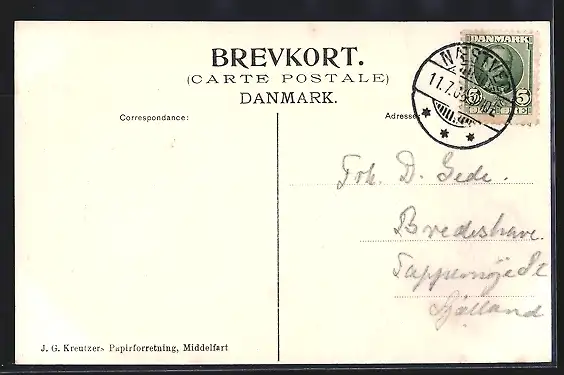 BREVKORT.
(CARTE POSTALE)
DANMARK.
DANMARK
5 5
NÆSTVED
11.7.
Correspondance:
Adresse
Frk. D. Gede.
Bredeshave.
Tappernøje St
Sjælland
J. G. Kreutzers Papirforretning, Middelfart